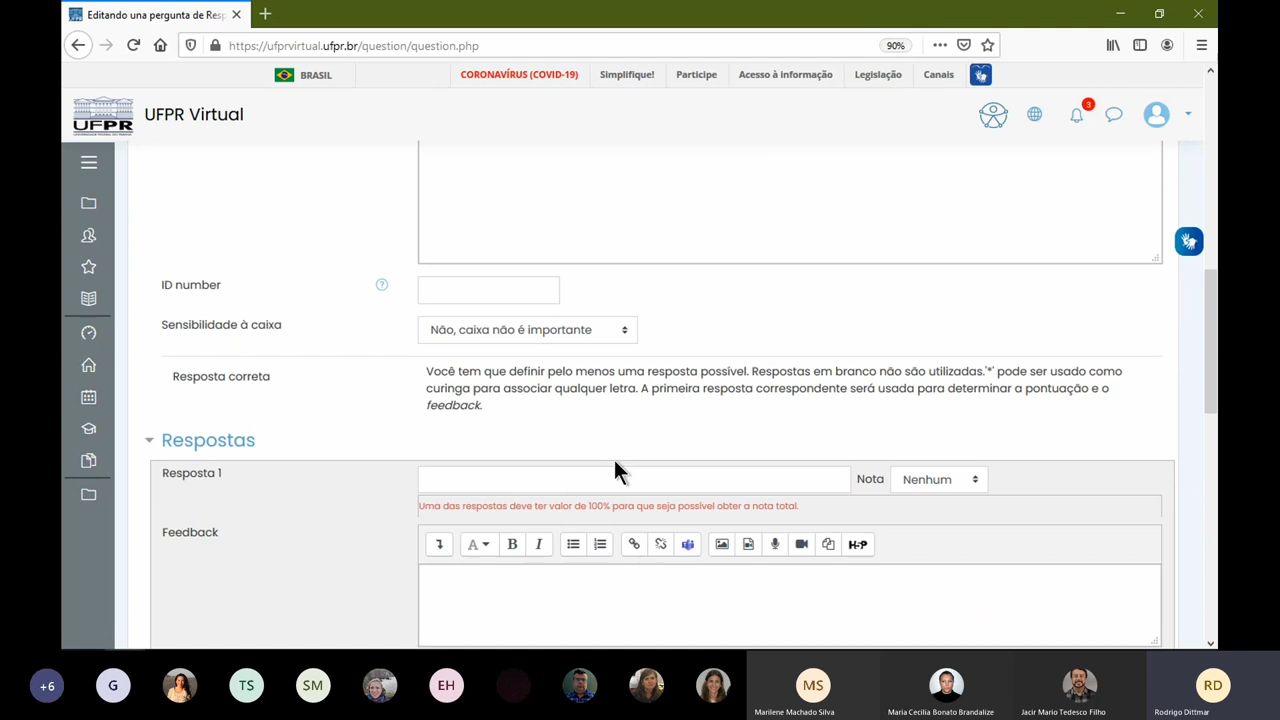 Editando una pergunta de Resp
https://ufprvirtual.ufpr.br/question/question.php
90%
BRASIL
CORONAVÍRUS (COVID-19)
Simplifique!
Participe
Acesso à informação
Legislação
Canais
UFPR
UFPR Virtual
3
ID number
Sensibilidade à caixa
Não, caixa não é importante
Resposta correta
Você tem que definir pelo menos uma resposta possível. Respostas em branco não são utilizadas.'*' pode ser usado como
curinga para associar qualquer letra. A primeira resposta correspondente será usada para determinar a pontuação e o
feedback.
Respostas
Resposta 1
Nota
Nenhum
Uma das respostas deve ter valor de 100% para que seja possível obter a nota total.
Feedback
A
B
I
H-P
+6
G
TS
SM
EH
MS
RD
Marilene Machado Silva
Maria Cecilia Bonato Brandalize
Jacir Mario Tedesco Filho
Rodrigo Dittmar